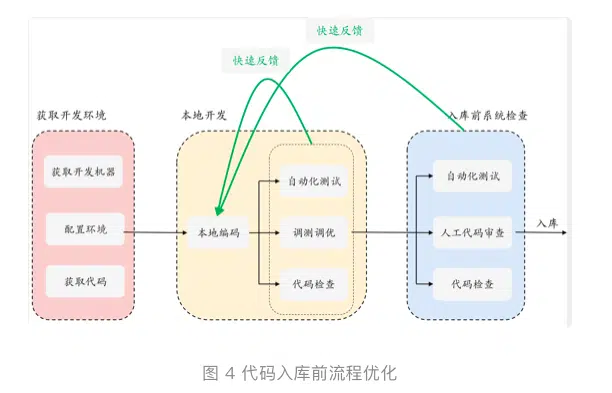 快速反馈
快速反馈
获取开发环境
本地开发
入库前系统检查
获取开发机器
配置环境
获取代码
本地编码
自动化测试
调测调优
代码检查
自动化测试
人工代码审查
代码检查
入库
图 4 代码入库前流程优化